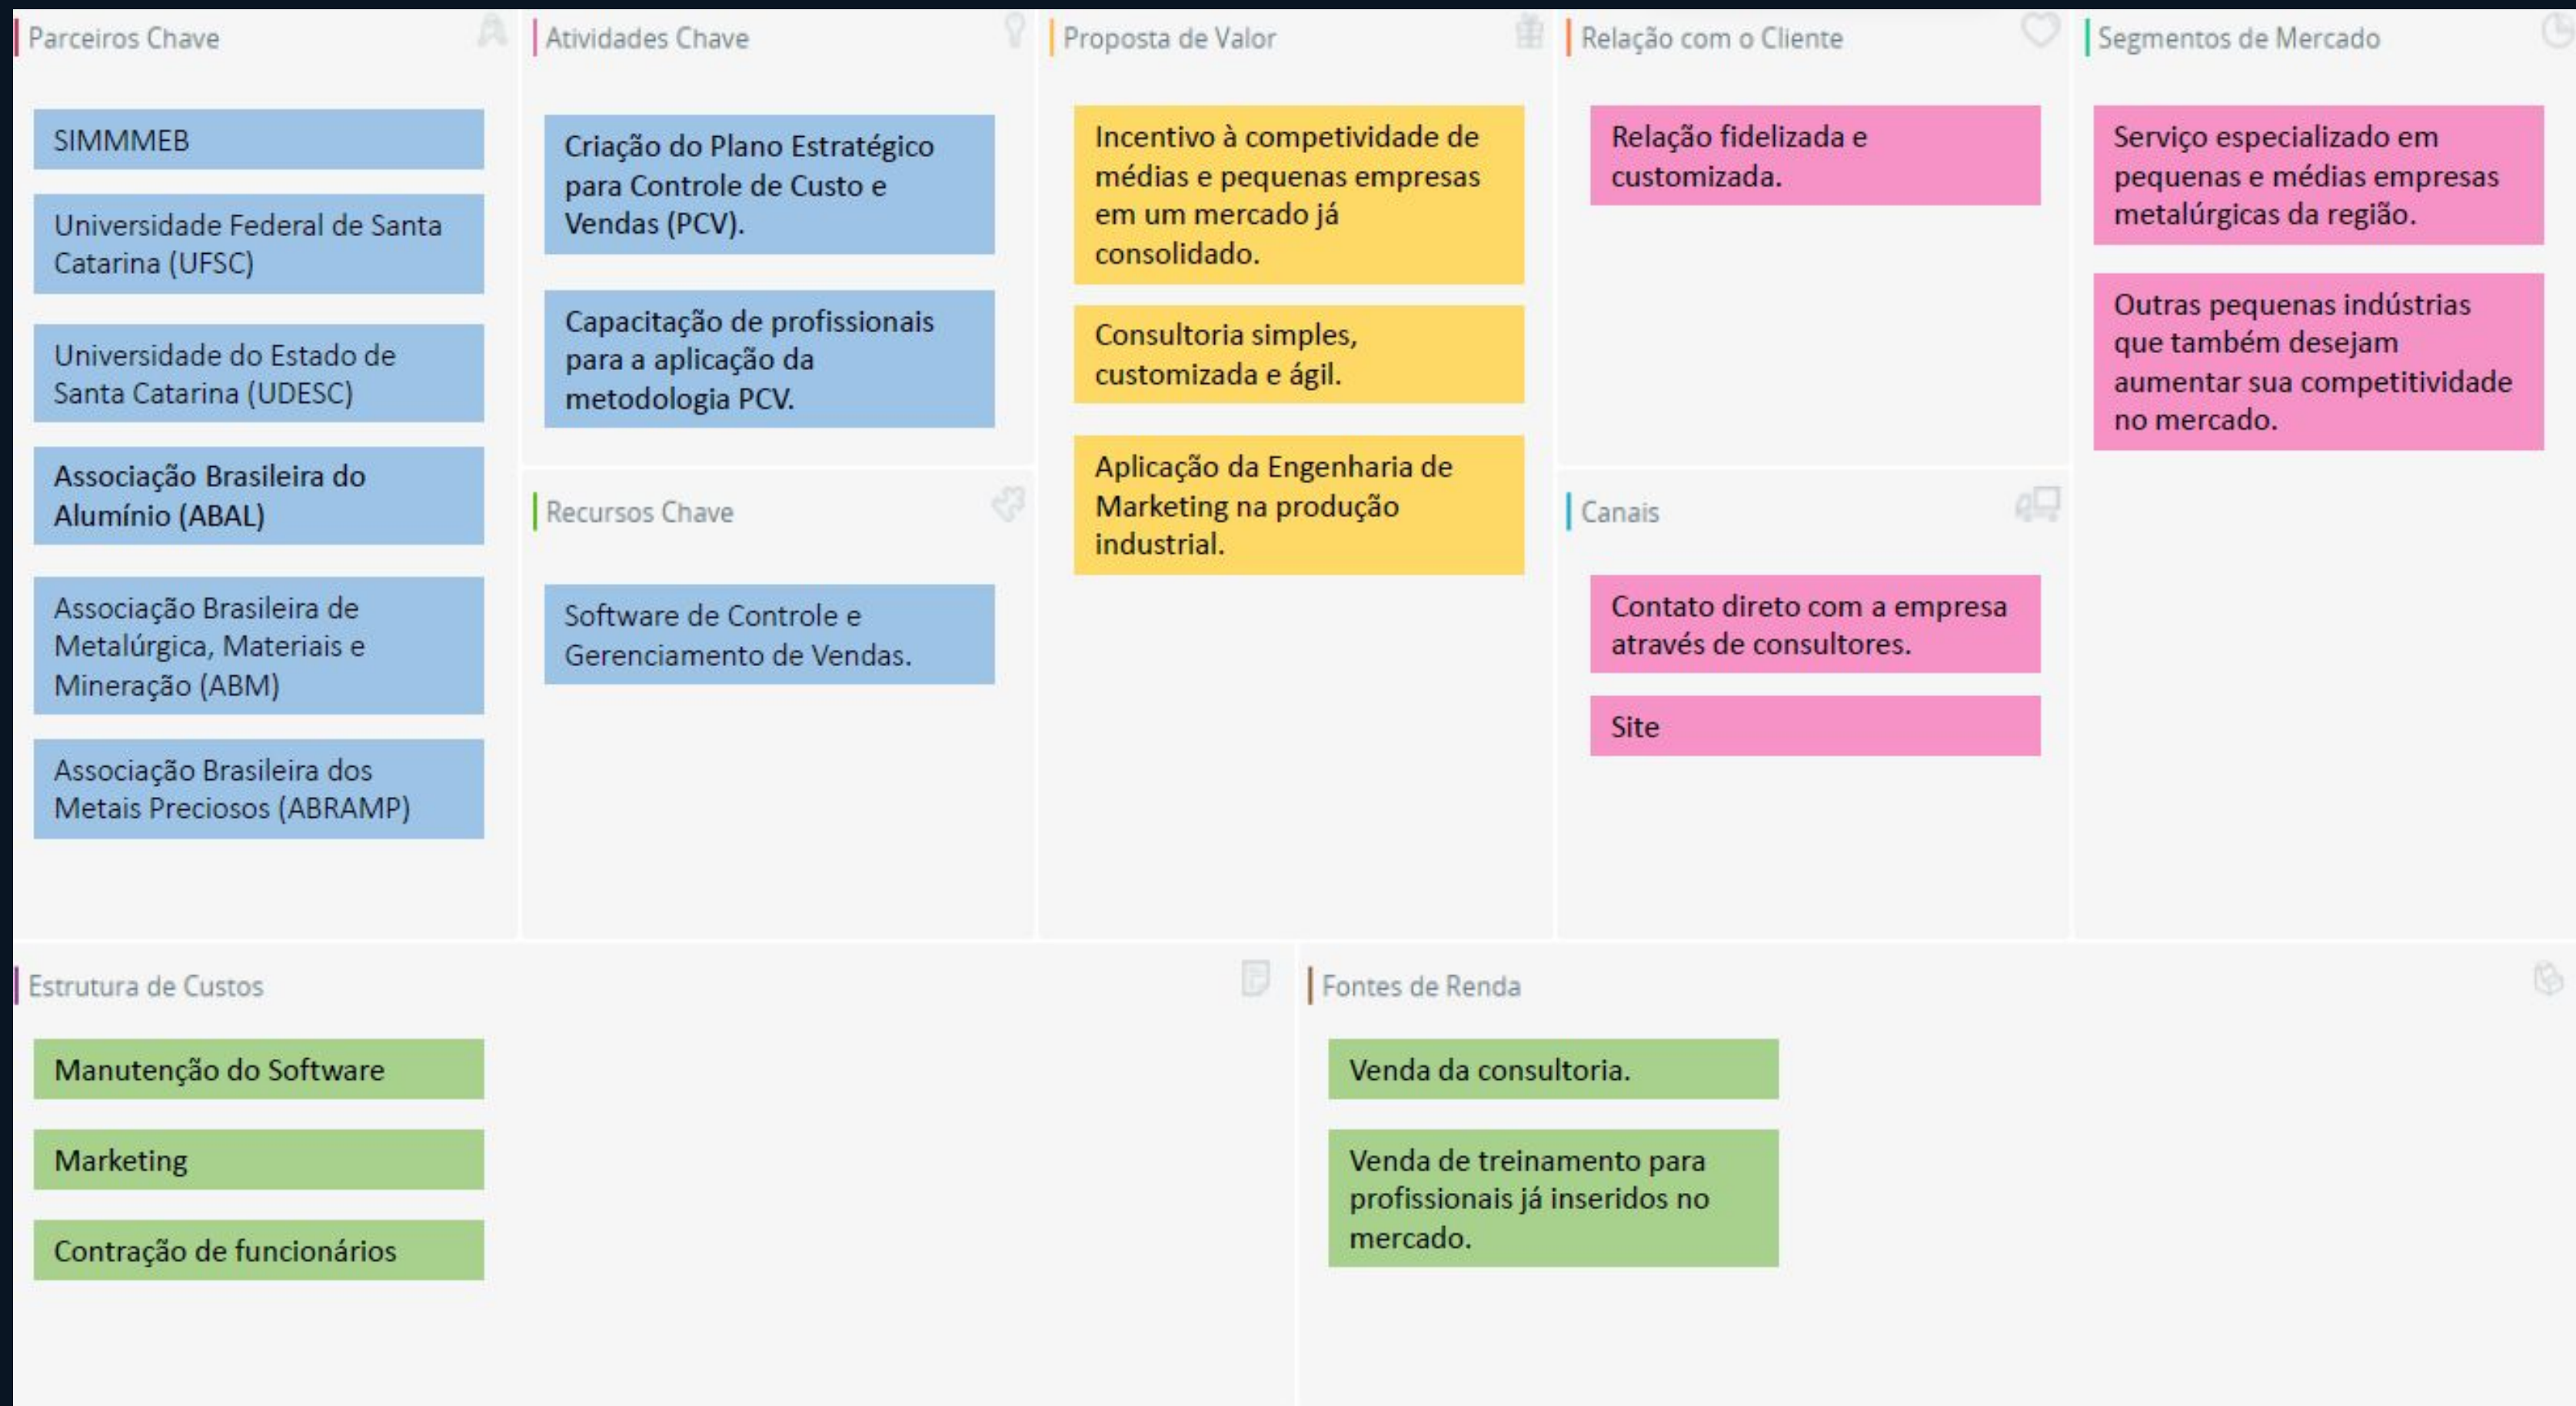 Parceiros Chave
SIMMMEB
Universidade Federal de Santa
Catarina (UFSC)
Universidade do Estado de
Santa Catarina (UDESC)
Associação Brasileira do
Alumínio (ABAL)
Associação Brasileira de
Metalúrgica, Materiais e
Mineração (ABM)
Associação Brasileira dos
Metais Preciosos (ABRAMP)
Atividades Chave
Criação do Plano Estratégico
para Controle de Custo e
Vendas (PCV).
Capacitação de profissionais
para a aplicação da
metodologia PCV.
Recursos Chave
Software de Controle e
Gerenciamento de Vendas.
Proposta de Valor
Incentivo à competividade de
médias e pequenas empresas
em um mercado já
consolidado.
Consultoria simples,
customizada e ágil.
Aplicação da Engenharia de
Marketing na produção
industrial.
Relação com o Cliente
Relação fidelizada e
customizada.
Canais
Contato direto com a empresa
através de consultores.
Site
Segmentos de Mercado
Serviço especializado em
pequenas e médias empresas
metalúrgicas da região.
Outras pequenas indústrias
que também desejam
aumentar sua competitividade
no mercado.
Estrutura de Custos
Manutenção do Software
Marketing
Contração de funcionários
Fontes de Renda
Venda da consultoria.
Venda de treinamento para
profissionais já inseridos no
mercado.